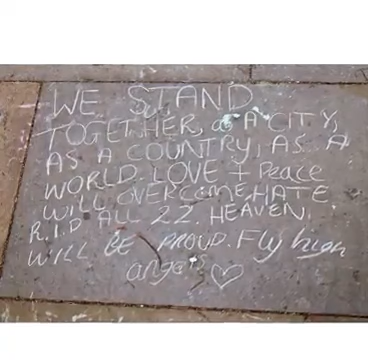 WE STAND
TOGETHER, as A CITY,
AS A COUNTRY, AS A
WORLD. LOVE + Peace
WILL OVERCOME HATE
R.I.P ALL 22. HEAVEN
WILL BE PROUD. Fly high
angels ♡